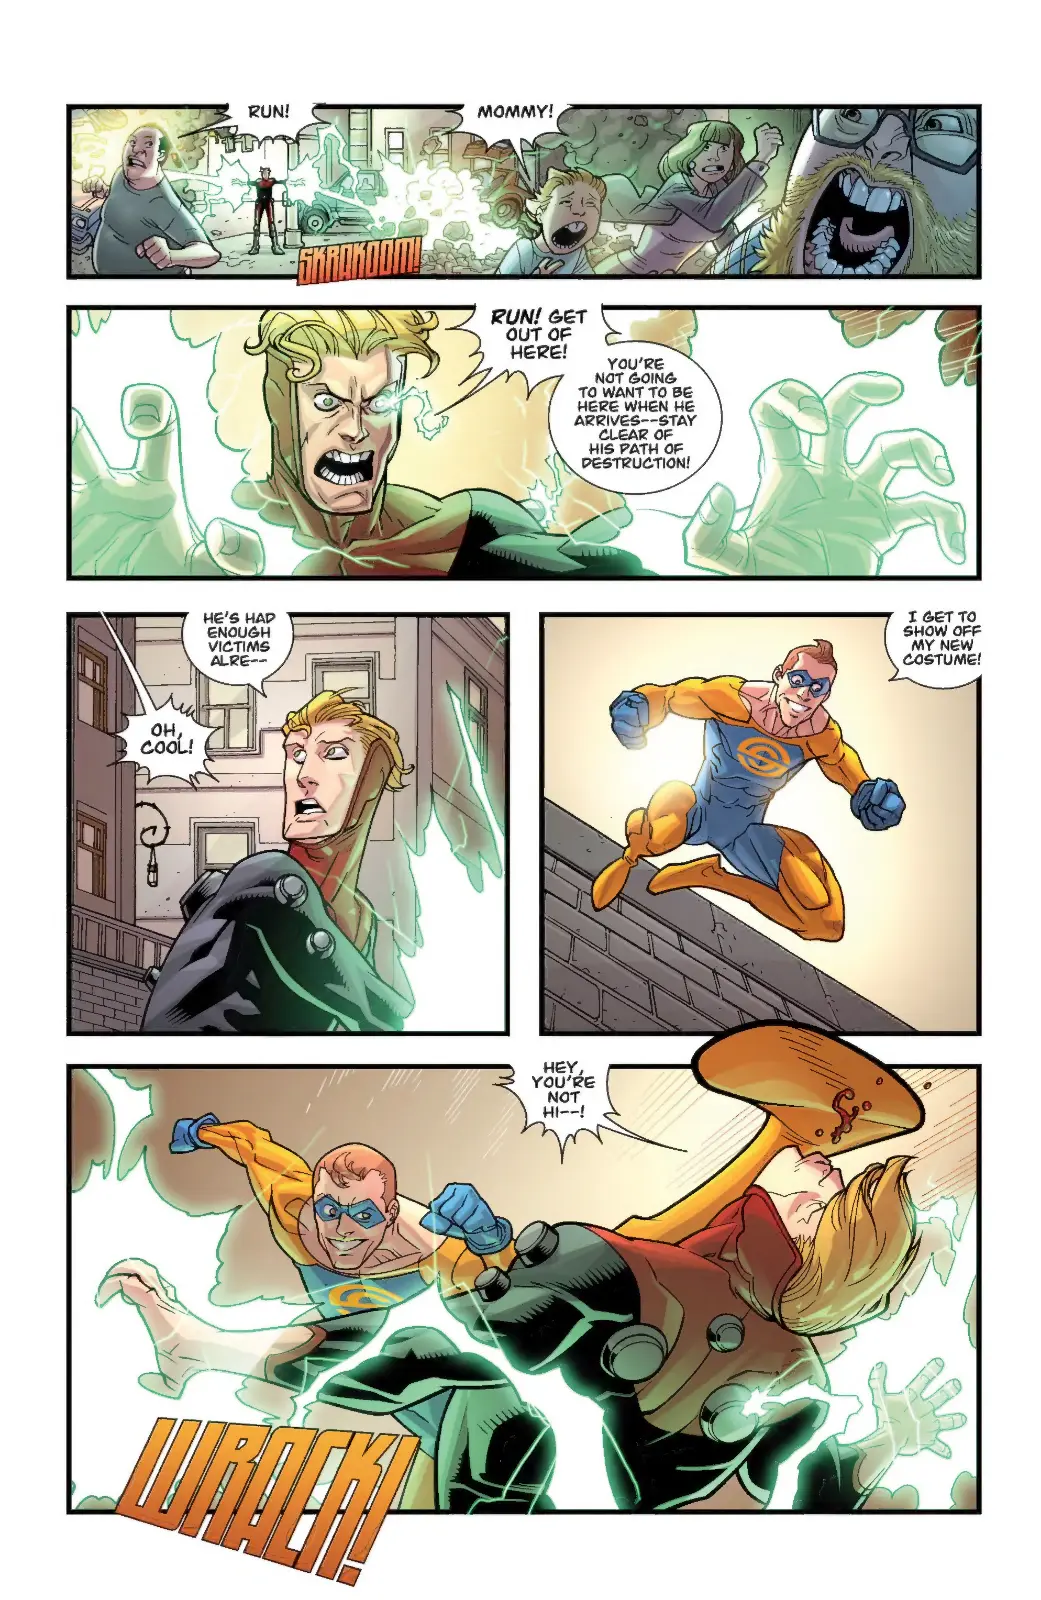 RUN!
MOMMY!
SKRAKOOM!
RUN! GET
OUT OF
HERE!
YOU'RE
NOT GOING
TO WANT TO BE
HERE WHEN HE
ARRIVES--STAY
CLEAR OF
HIS PATH OF
DESTRUCTION!
HE'S HAD
ENOUGH
VICTIMS
ALRE--
OH,
COOL!
I GET TO
SHOW OFF
MY NEW
COSTUME!
HEY,
YOU'RE
NOT
HI--!
WRACK!